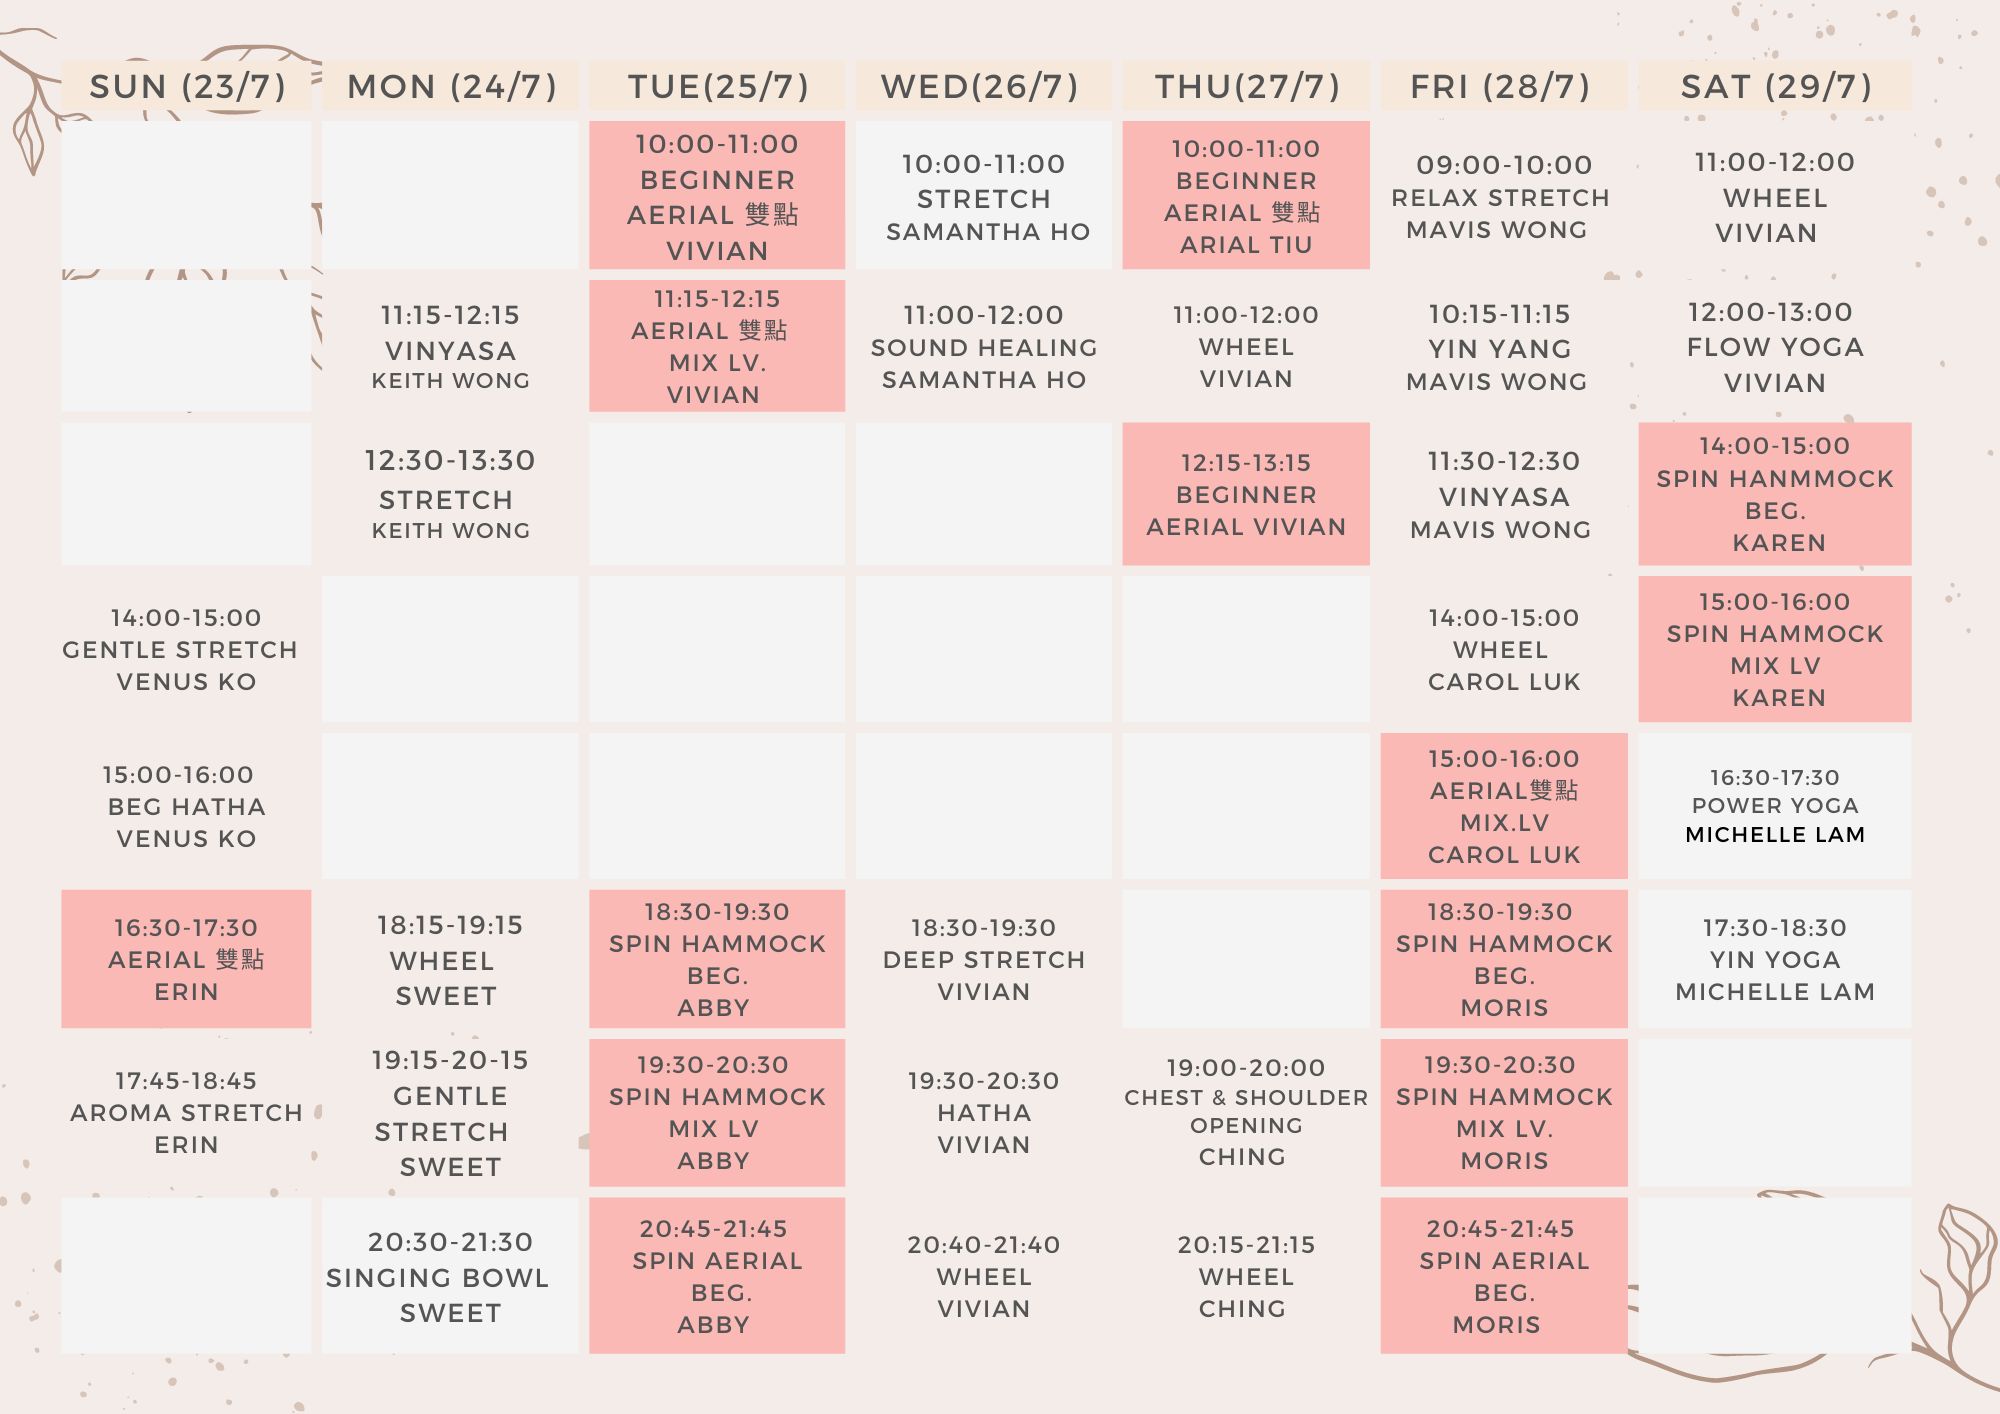 SUN (23/7)
MON (24/7)
TUE(25/7)
WED(26/7)
THU(27/7)
FRI (28/7)
SAT (29/7)
10:00-11:00
BEGINNER
AERIAL 雙點
VIVIAN
10:00-11:00
STRETCH
SAMANTHA HO
10:00-11:00
BEGINNER
AERIAL 雙點
ARIAL TIU
09:00-10:00
RELAX STRETCH
MAVIS WONG
11:00-12:00
WHEEL
VIVIAN
11:15-12:15
VINYASA
KEITH WONG
11:15-12:15
AERIAL 雙點
MIX LV.
VIVIAN
11:00-12:00
SOUND HEALING
SAMANTHA HO
11:00-12:00
WHEEL
VIVIAN
10:15-11:15
YIN YANG
MAVIS WONG
12:00-13:00
FLOW YOGA
VIVIAN
12:30-13:30
STRETCH
KEITH WONG
12:15-13:15
BEGINNER
AERIAL VIVIAN
11:30-12:30
VINYASA
MAVIS WONG
14:00-15:00
SPIN HANMMOCK
BEG.
KAREN
14:00-15:00
GENTLE STRETCH
VENUS KO
14:00-15:00
WHEEL
CAROL LUK
15:00-16:00
SPIN HAMMOCK
MIX LV
KAREN
15:00-16:00
BEG HATHA
VENUS KO
15:00-16:00
AERIAL雙點
MIX.LV
CAROL LUK
16:30-17:30
POWER YOGA
MICHELLE LAM
16:30-17:30
AERIAL 雙點
ERIN
18:15-19:15
WHEEL
SWEET
18:30-19:30
SPIN HAMMOCK
BEG.
ABBY
18:30-19:30
DEEP STRETCH
VIVIAN
18:30-19:30
SPIN HAMMOCK
BEG.
MORIS
17:30-18:30
YIN YOGA
MICHELLE LAM
17:45-18:45
AROMA STRETCH
ERIN
19:15-20-15
GENTLE
STRETCH
SWEET
19:30-20:30
SPIN HAMMOCK
MIX LV
ABBY
19:30-20:30
HATHA
VIVIAN
19:00-20:00
CHEST & SHOULDER
OPENING
CHING
19:30-20:30
SPIN HAMMOCK
MIX LV.
MORIS
20:30-21:30
SINGING BOWL
SWEET
20:45-21:45
SPIN AERIAL
BEG.
ABBY
20:40-21:40
WHEEL
VIVIAN
20:15-21:15
WHEEL
CHING
20:45-21:45
SPIN AERIAL
BEG.
MORIS